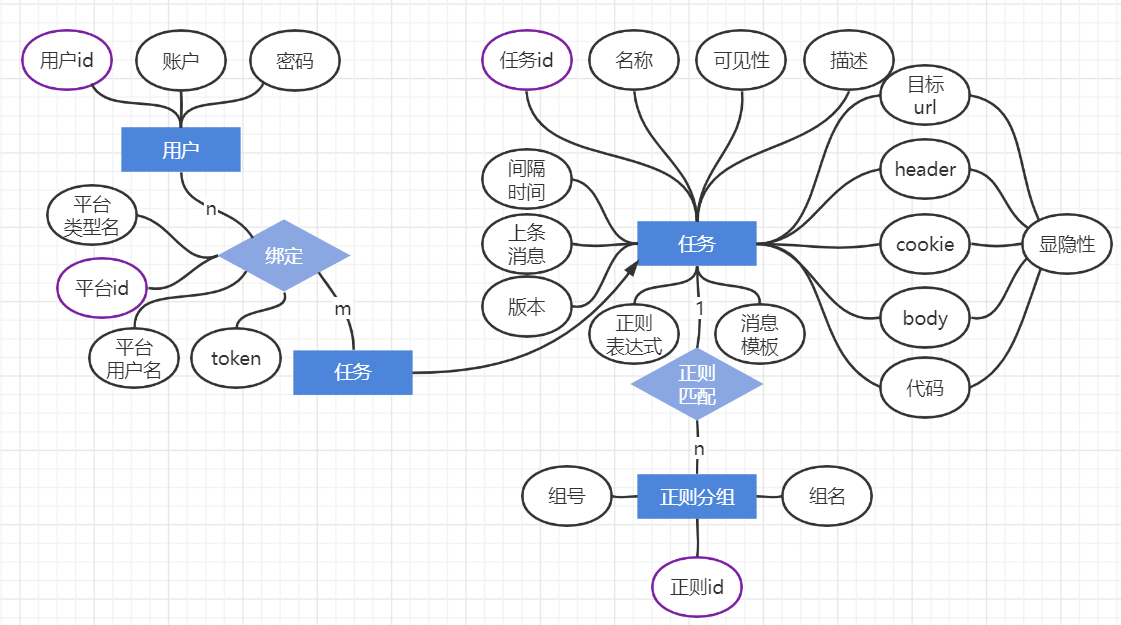 用户id
账户
密码
用户
n
平台
类型名
绑定
平台id
平台
用户名
token
m
任务
任务id
名称
可见性
描述
目标
url
间隔
时间
header
上条
消息
任务
cookie
显隐性
版本
正则
表达式
1
消息
模板
body
正则
匹配
代码
n
组号
正则分组
组名
正则id